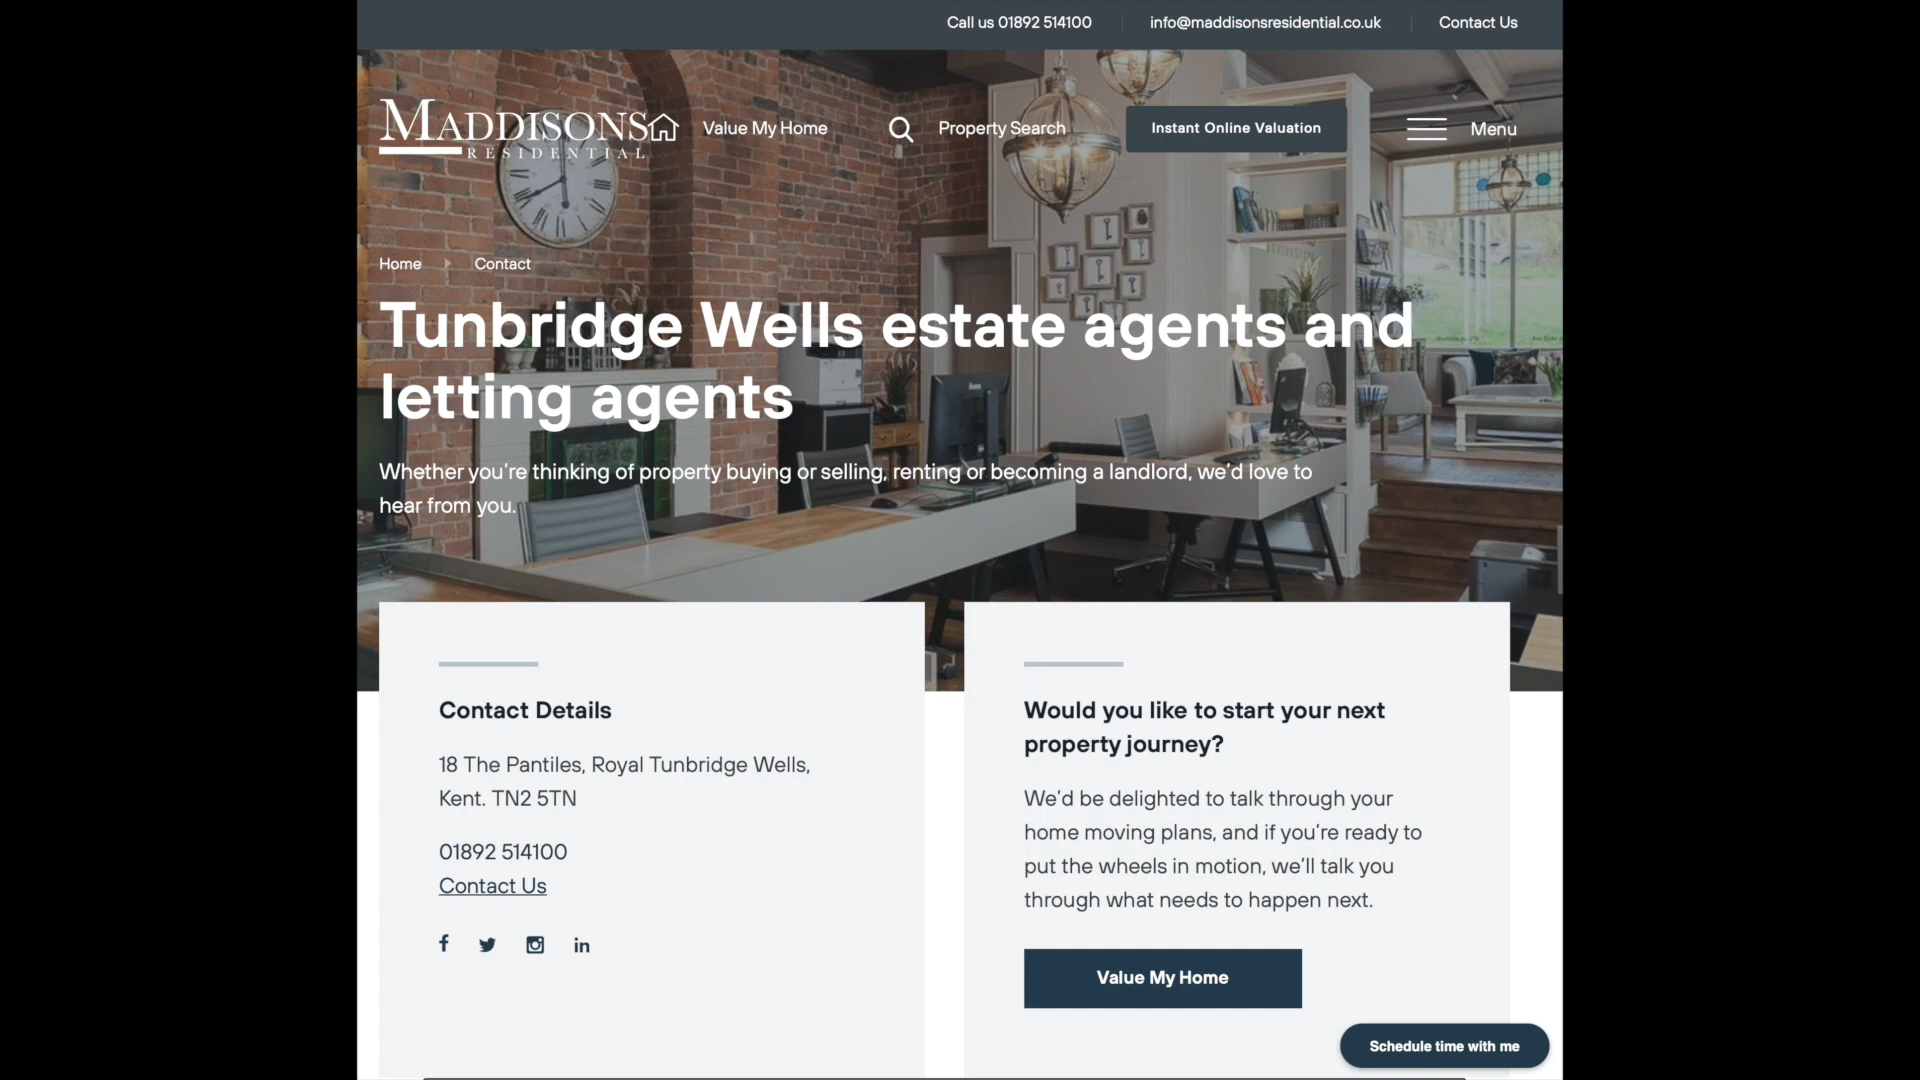 Call us 01892 514100
info@maddisonsresidential.co.uk
Contact Us
MADDISONS
RESIDENTIAL
Value My Home
Property Search
Instant Online Valuation
Menu
Home
Contact
Tunbridge Wells estate agents and
letting agents
Whether you're thinking of property buying or selling, renting or becoming a landlord, we'd love to
hear from you.
Contact Details
18 The Pantiles, Royal Tunbridge Wells,
Kent. TN2 5TN
01892 514100
Contact Us
Would you like to start your next
property journey?
We'd be delighted to talk through your
home moving plans, and if you're ready to
put the wheels in motion, we'll talk you
through what needs to happen next.
Value My Home
Schedule time with me